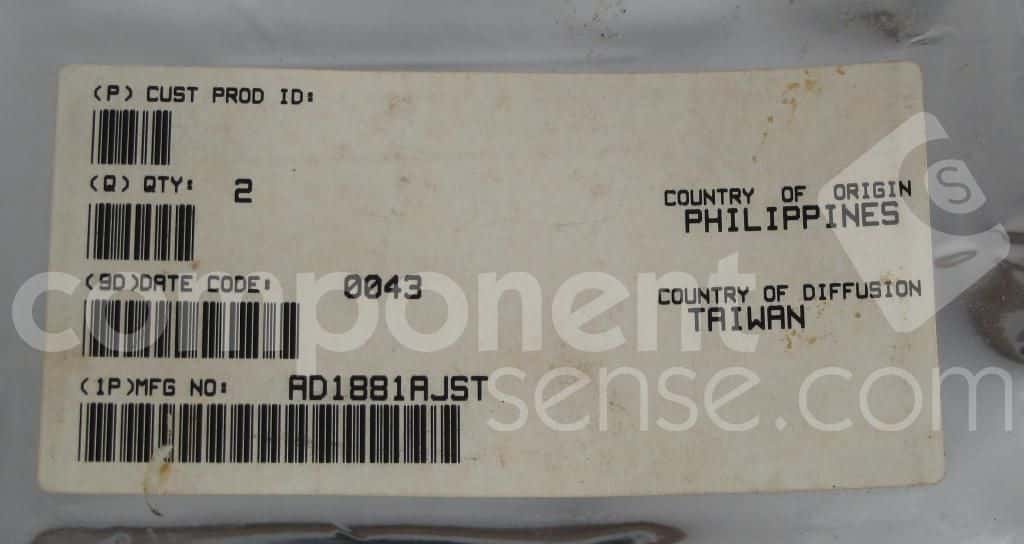 (P) CUST PROD ID:
(Q) QTY: 2
(9D)DATE CODE: 0043
(1P)MFG NO: AD1881AJST
COUNTRY OF ORIGIN
PHILIPPINES
COUNTRY OF DIFFUSION
TAIWAN
component
sense.com
CS